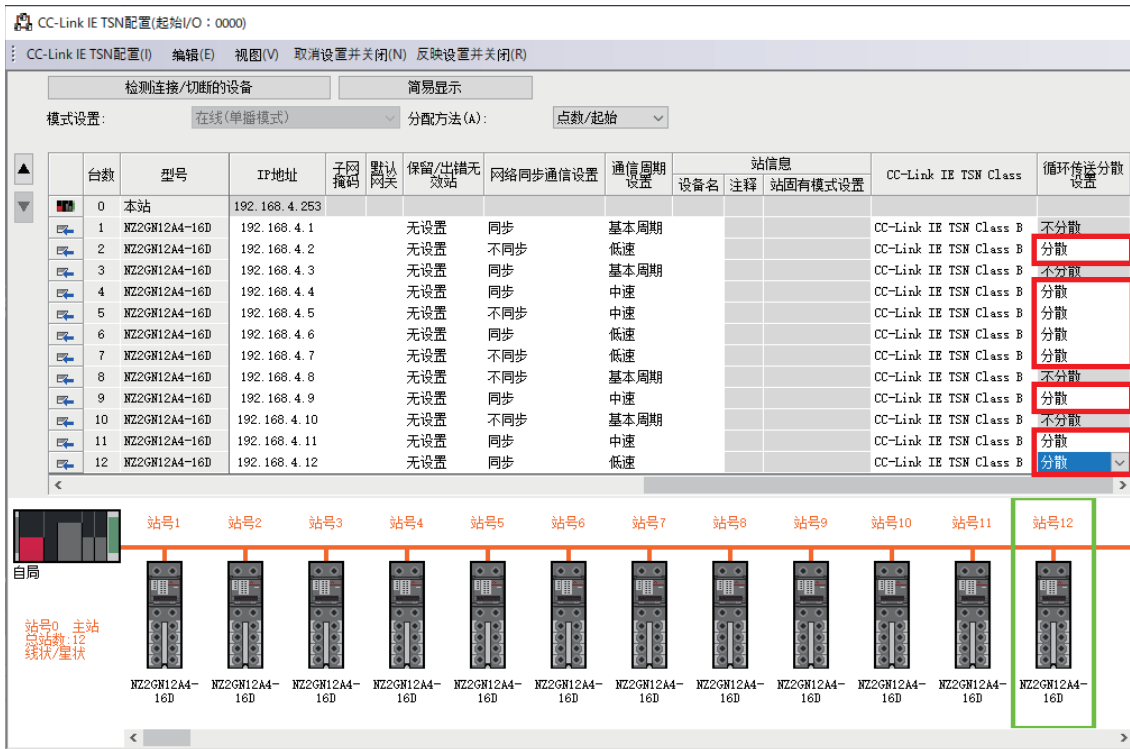 CC-Link IE TSN配置(起始I/O：0000)
CC-Link IE TSN配置(I) 编辑(E) 视图(V) 取消设置并关闭(N) 反映设置并关闭(R)
检测连接/切断的设备 简易显示
模式设置: 在线(单播模式) 分配方法(A): 点数/起始
台数 型号 IP地址 子网掩码 默认网关 保留/出错无效站 网络同步通信设置 通信周期设置 站信息 CC-Link IE TSN Class 循环传送分散设置
设备名 注释 站固有模式设置
0 本站 192.168.4.253
1 NZ2GN12A4-16D 192.168.4.1 无设置 同步 基本周期 CC-Link IE TSN Class B 不分散
2 NZ2GN12A4-16D 192.168.4.2 无设置 不同步 低速 CC-Link IE TSN Class B 分散
3 NZ2GN12A4-16D 192.168.4.3 无设置 同步 基本周期 CC-Link IE TSN Class B 不分散
4 NZ2GN12A4-16D 192.168.4.4 无设置 同步 中速 CC-Link IE TSN Class B 分散
5 NZ2GN12A4-16D 192.168.4.5 无设置 不同步 中速 CC-Link IE TSN Class B 分散
6 NZ2GN12A4-16D 192.168.4.6 无设置 同步 低速 CC-Link IE TSN Class B 分散
7 NZ2GN12A4-16D 192.168.4.7 无设置 不同步 低速 CC-Link IE TSN Class B 分散
8 NZ2GN12A4-16D 192.168.4.8 无设置 不同步 基本周期 CC-Link IE TSN Class B 不分散
9 NZ2GN12A4-16D 192.168.4.9 无设置 同步 中速 CC-Link IE TSN Class B 分散
10 NZ2GN12A4-16D 192.168.4.10 无设置 不同步 基本周期 CC-Link IE TSN Class B 不分散
11 NZ2GN12A4-16D 192.168.4.11 无设置 同步 中速 CC-Link IE TSN Class B 分散
12 NZ2GN12A4-16D 192.168.4.12 无设置 同步 低速 CC-Link IE TSN Class B 分散
站号1 站号2 站号3 站号4 站号5 站号6 站号7 站号8 站号9 站号10 站号11 站号12
自局
站号0 主站
总站数:12
线状/星状
NZ2GN12A4- NZ2GN12A4- NZ2GN12A4- NZ2GN12A4- NZ2GN12A4- NZ2GN12A4- NZ2GN12A4- NZ2GN12A4- NZ2GN12A4- NZ2GN12A4- NZ2GN12A4- NZ2GN12A4-
16D 16D 16D 16D 16D 16D 16D 16D 16D 16D 16D 16D